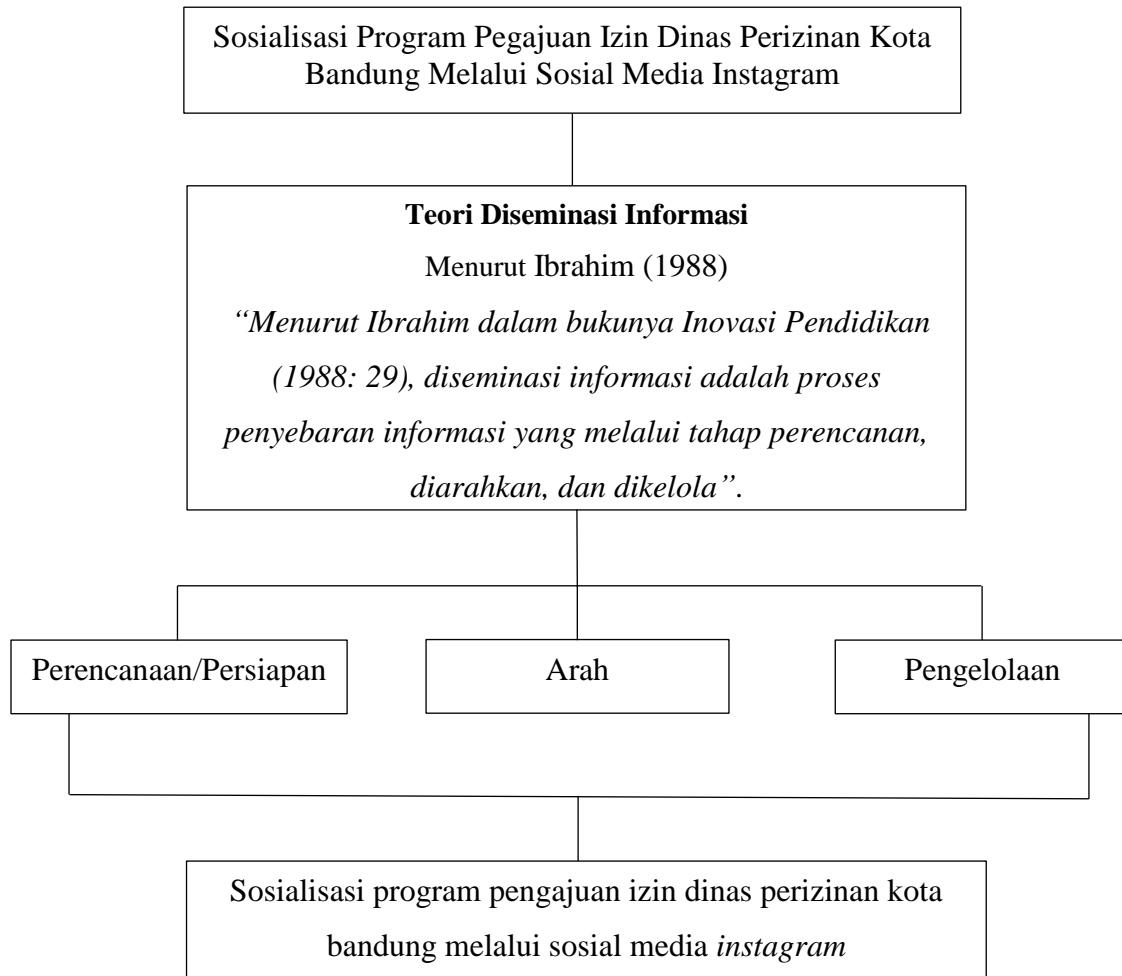 Sosialisasi Program Pegajuan Izin Dinas Perizinan Kota
Bandung Melalui Sosial Media Instagram
Teori Diseminasi Informasi
Menurut Ibrahim (1988)
“Menurut Ibrahim dalam bukunya Inovasi Pendidikan
(1988: 29), diseminasi informasi adalah proses
penyebaran informasi yang melalui tahap perencanan,
diarahkan, dan dikelola”.
Perencanaan/Persiapan
Arah
Pengelolaan
Sosialisasi program pengajuan izin dinas perizinan kota
bandung melalui sosial media instagram